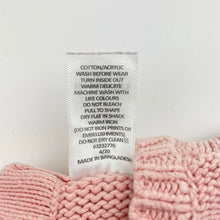 COTTON/ACRYLIC
WASH BEFORE WEAR
TURN INSIDE OUT
WARM DELICATE
MACHINE WASH WITH
LIKE COLOURS
DO NOT BLEACH
PULL TO SHAPE
DRY FLAT IN SHADE
WARM IRON
(DO NOT IRON PRINTS OR
EMBELLISHMENTS)
DO NOT DRY CLEAN
63232776
4/20
MADE IN BANGLADESH